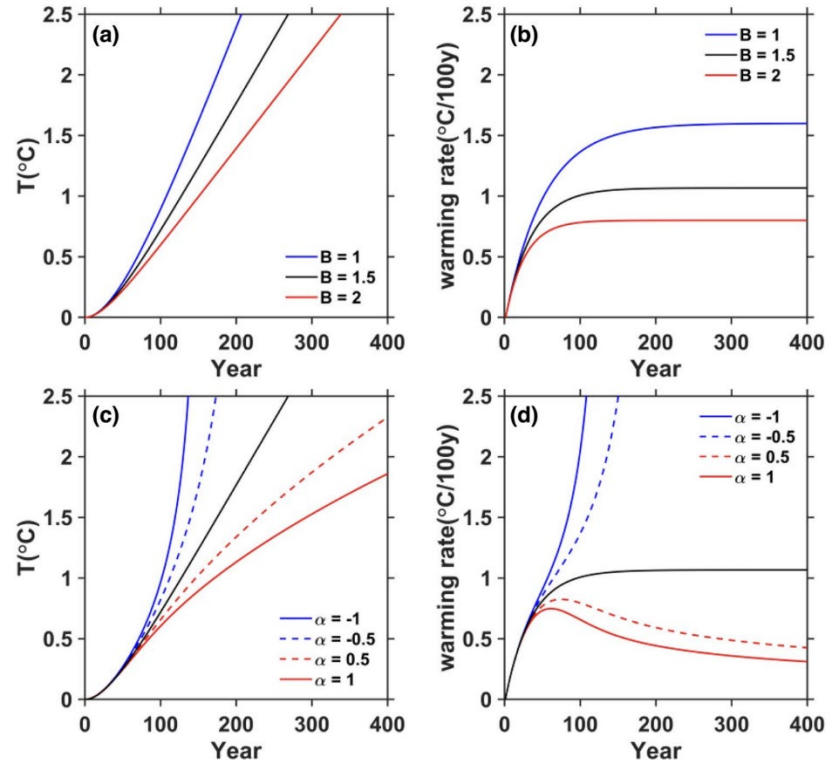 (a)
2.5
2
1.5
1
0.5
0
T(°C)
B = 1
B = 1.5
B = 2
0 100 200 300 400
Year
(b)
2.5
2
1.5
1
0.5
0
warming rate(°C/100y)
B = 1
B = 1.5
B = 2
0 100 200 300 400
Year
(c)
2.5
2
1.5
1
0.5
0
T(°C)
α = -1
α = -0.5
α = 0.5
α = 1
0 100 200 300 400
Year
(d)
2.5
2
1.5
1
0.5
0
warming rate(°C/100y)
α = -1
α = -0.5
α = 0.5
α = 1
0 100 200 300 400
Year